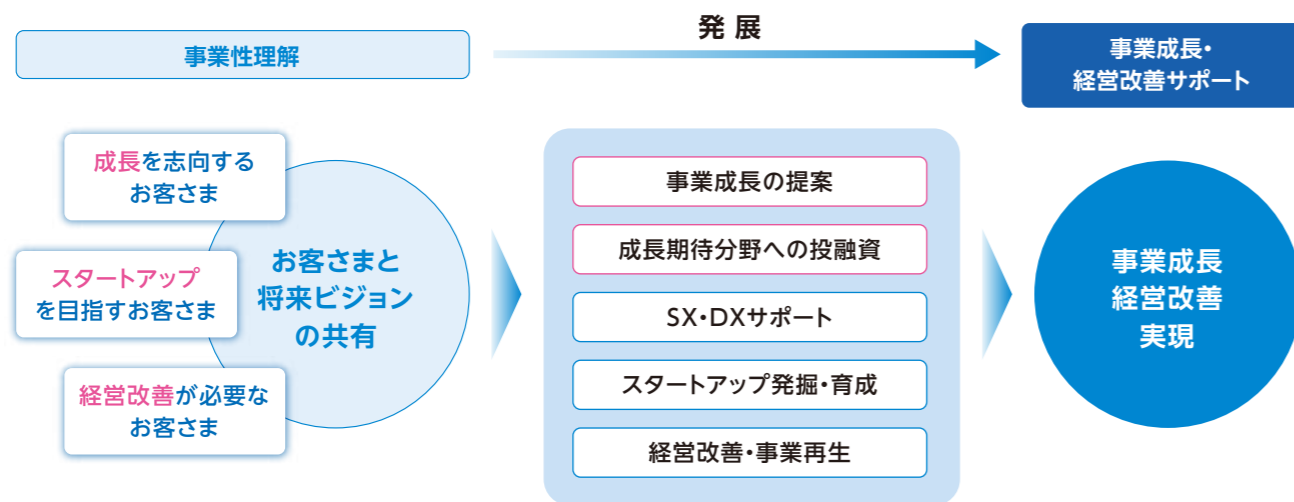 事業性理解
発展
事業成長・
経営改善サポート
成長を志向する
お客さま
スタートアップ
を目指すお客さま
経営改善が必要な
お客さま
お客さまと
将来ビジョン
の共有
事業成長の提案
成長期待分野への投融資
SX・DXサポート
スタートアップ発掘・育成
経営改善・事業再生
事業成長
経営改善
実現